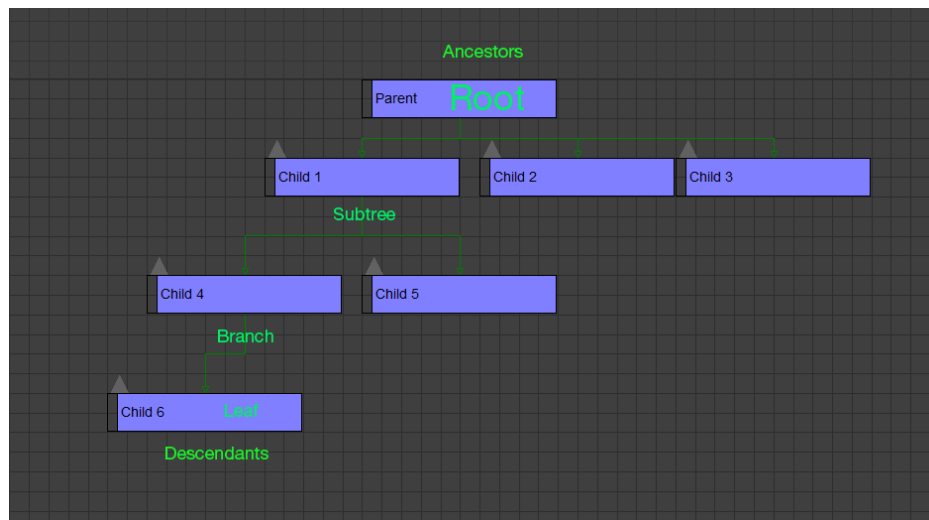 Ancestors
Parent Root
Child 1 Child 2 Child 3
Subtree
Child 4 Child 5
Branch
Child 6 Leaf
Descendants